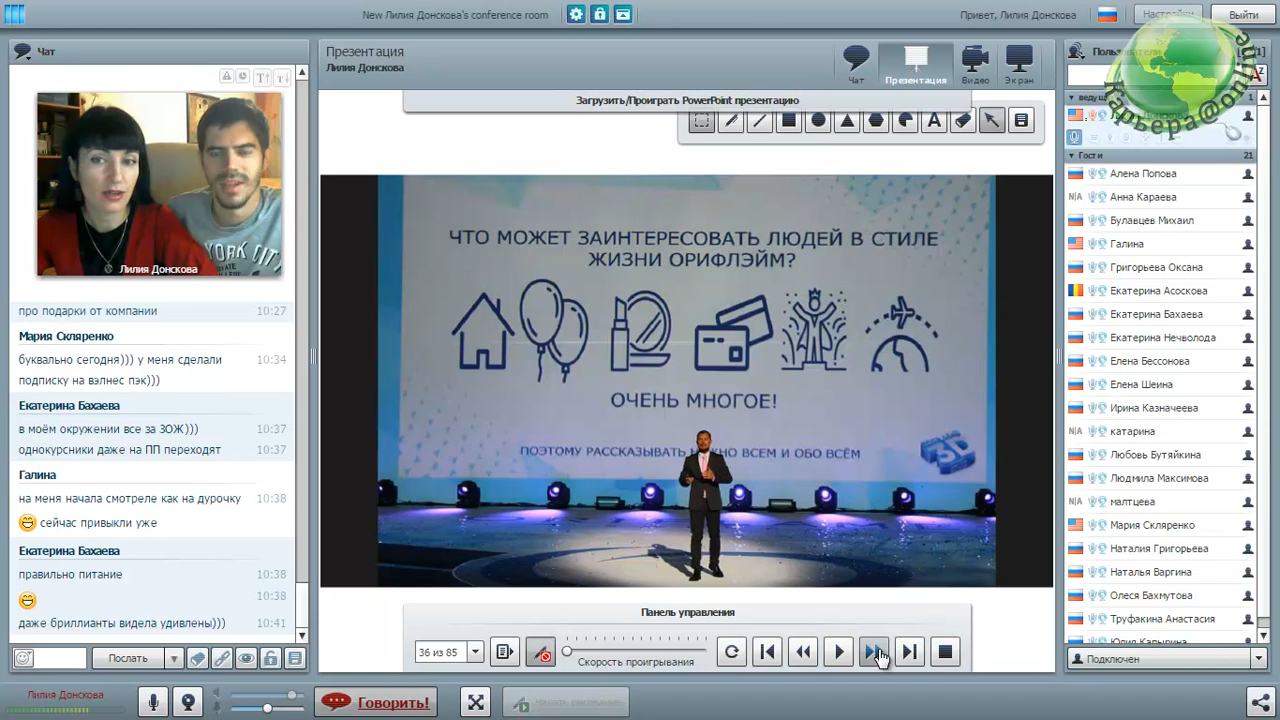 New Лилия Донскова's conference room
Привет, Лилия Донскова
Настройки
Выйти
Чат
Лилия Донскова
про подарки от компании 10:27
Мария Скляренко
буквально сегодня))) у меня сделали 10:34
подписку на вэлнес пэк)))
Екатерина Бахаева
в моём окружении все за ЗОЖ))) 10:37
однокурсники даже на ПП переходят 10:37
Галина
на меня начала смотреле как на дурочку 10:38
сейчас привыкли уже
Екатерина Бахаева
правильно питание 10:38
10:38
даже бриллианты видела удивлены))) 10:41
Послать
Презентация
Лилия Донскова
Чат
Презентация
Видео
Экран
Загрузить/Проиграть PowerPoint презентацию
ЧТО МОЖЕТ ЗАИНТЕРЕСОВАТЬ ЛЮДЕЙ В СТИЛЕ
ЖИЗНИ ОРИФЛЭЙМ?
ОЧЕНЬ МНОГОЕ!
ПОЭТОМУ РАССКАЗЫВАТЬ НУЖНО ВСЕМ И ОБО ВСЁМ
Панель управления
36 из 85
Скорость проигрывания
карьера@online
Гости 21
Алена Попова
N/A Анна Караева
Булавцев Михаил
Галина
Григорьева Оксана
Екатерина Асоскова
Екатерина Бахаева
Екатерина Нечволода
Елена Бессонова
Елена Шеина
Ирина Казначеева
N/A катарина
Любовь Бутяйкина
Людмила Максимова
N/A малтцева
Мария Скляренко
Наталия Григорьева
Наталья Варгина
Олеся Бахмутова
Труфакина Анастасия
Юлия Карырина
Подключен
Лилия Донскова
Говорить!